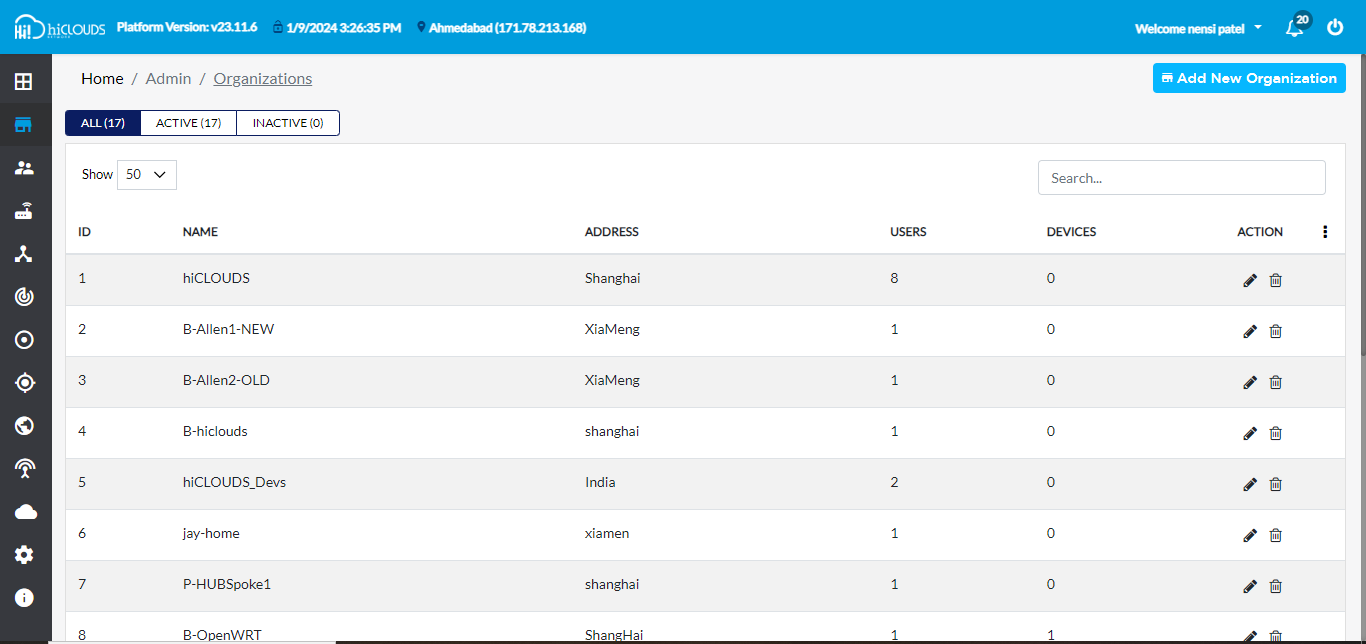 hiCLOUDS Platform Version: v23.11.6 1/9/2024 3:26:35 PM Ahmedabad (171.78.213.168) Welcome nensi patel 20
Home / Admin / Organizations Add New Organization
ALL (17) ACTIVE (17) INACTIVE (0)
Show 50 Search...
ID NAME ADDRESS USERS DEVICES ACTION
1 hiCLOUDS Shanghai 8 0
2 B-Allen1-NEW XiaMeng 1 0
3 B-Allen2-OLD XiaMeng 1 0
4 B-hiclouds shanghai 1 0
5 hiCLOUDS_Devs India 2 0
6 jay-home xiamen 1 0
7 P-HUBSpoke1 shanghai 1 0
8 B-OpenWRT ShangHai 1 1